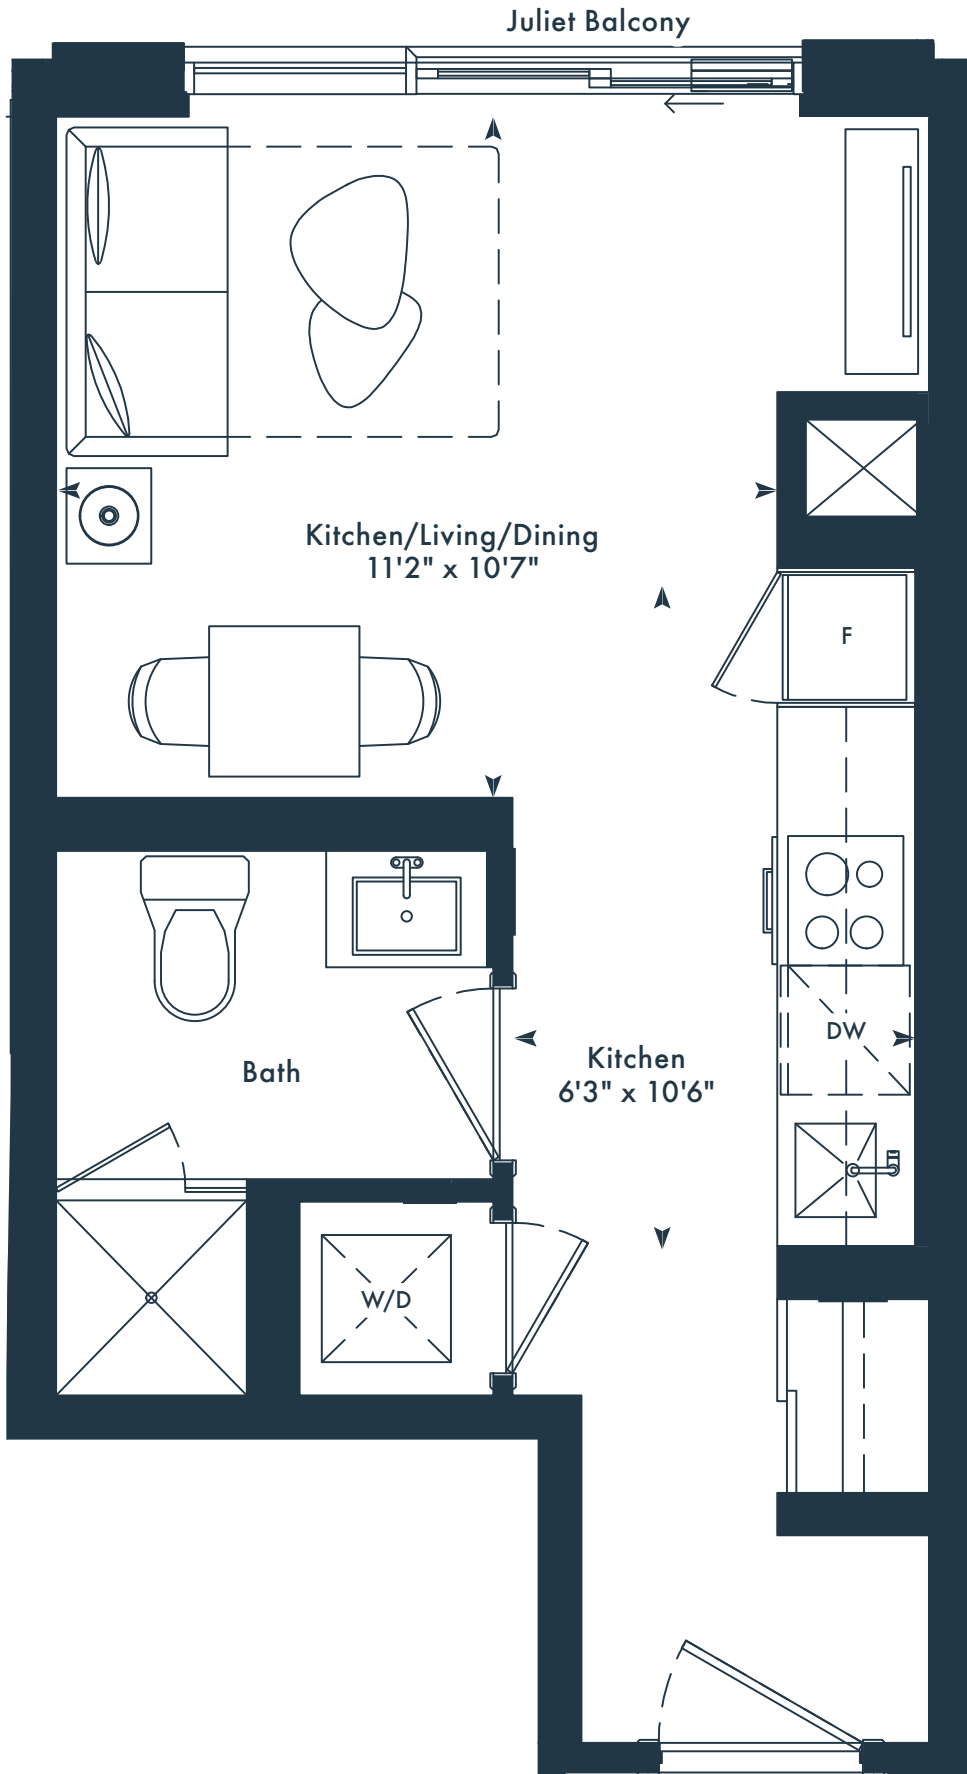 Juliet Balcony
Kitchen/Living/Dining
11'2" x 10'7"
F
DW
Kitchen
6'3" x 10'6"
Bath
W/D